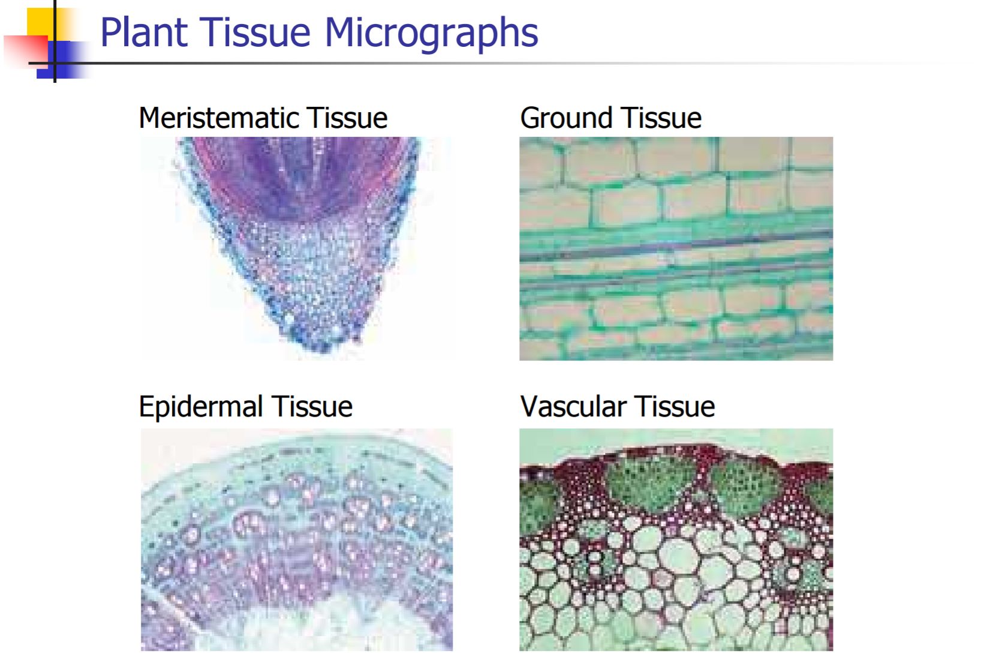 Plant Tissue Micrographs
Meristematic Tissue
Ground Tissue
Epidermal Tissue
Vascular Tissue